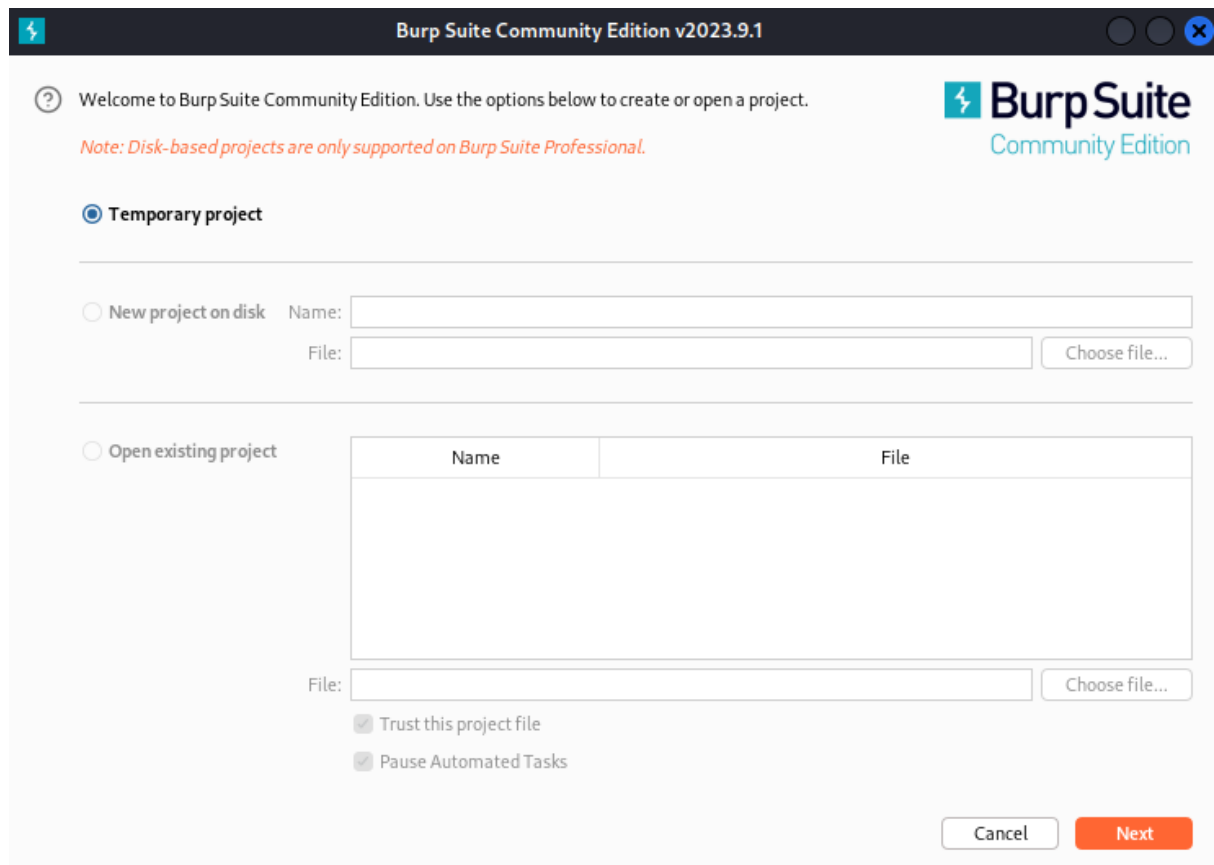 Burp Suite Community Edition v2023.9.1
Welcome to Burp Suite Community Edition. Use the options below to create or open a project.
Burp Suite
Community Edition
Note: Disk-based projects are only supported on Burp Suite Professional.
Temporary project
New project on disk Name:
File: Choose file...
Open existing project Name File
File: Choose file...
Trust this project file
Pause Automated Tasks
Cancel Next